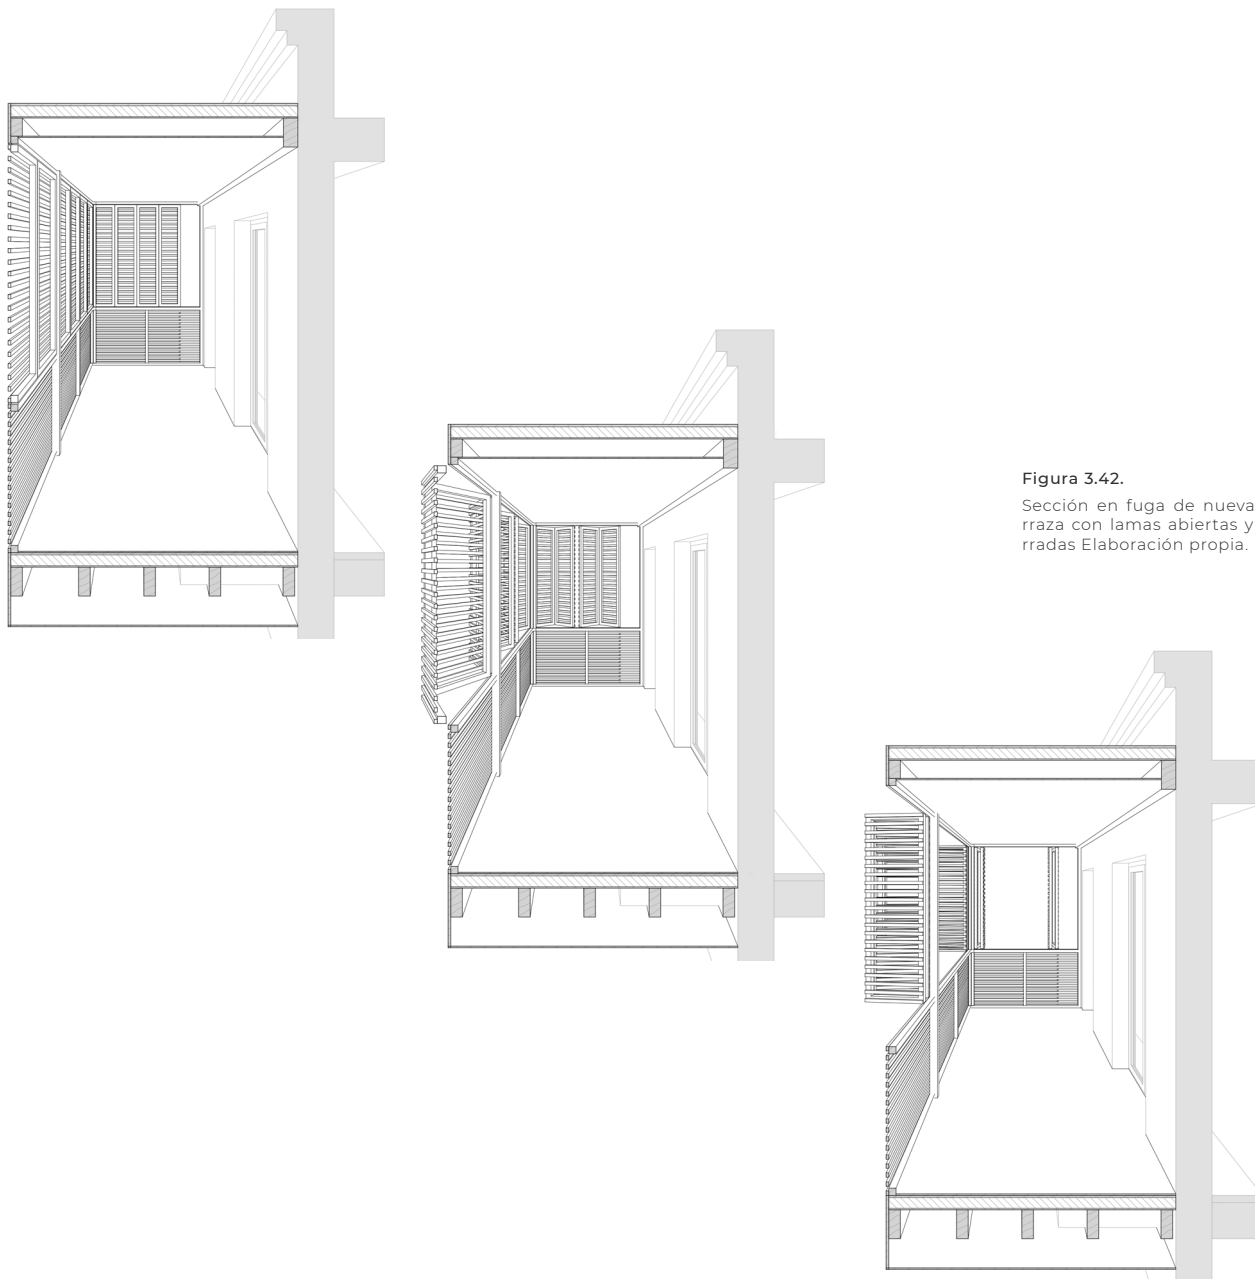 Figura 3.42.
Sección en fuga de nueva
rraza con lamas abiertas y
rradas Elaboración propia.